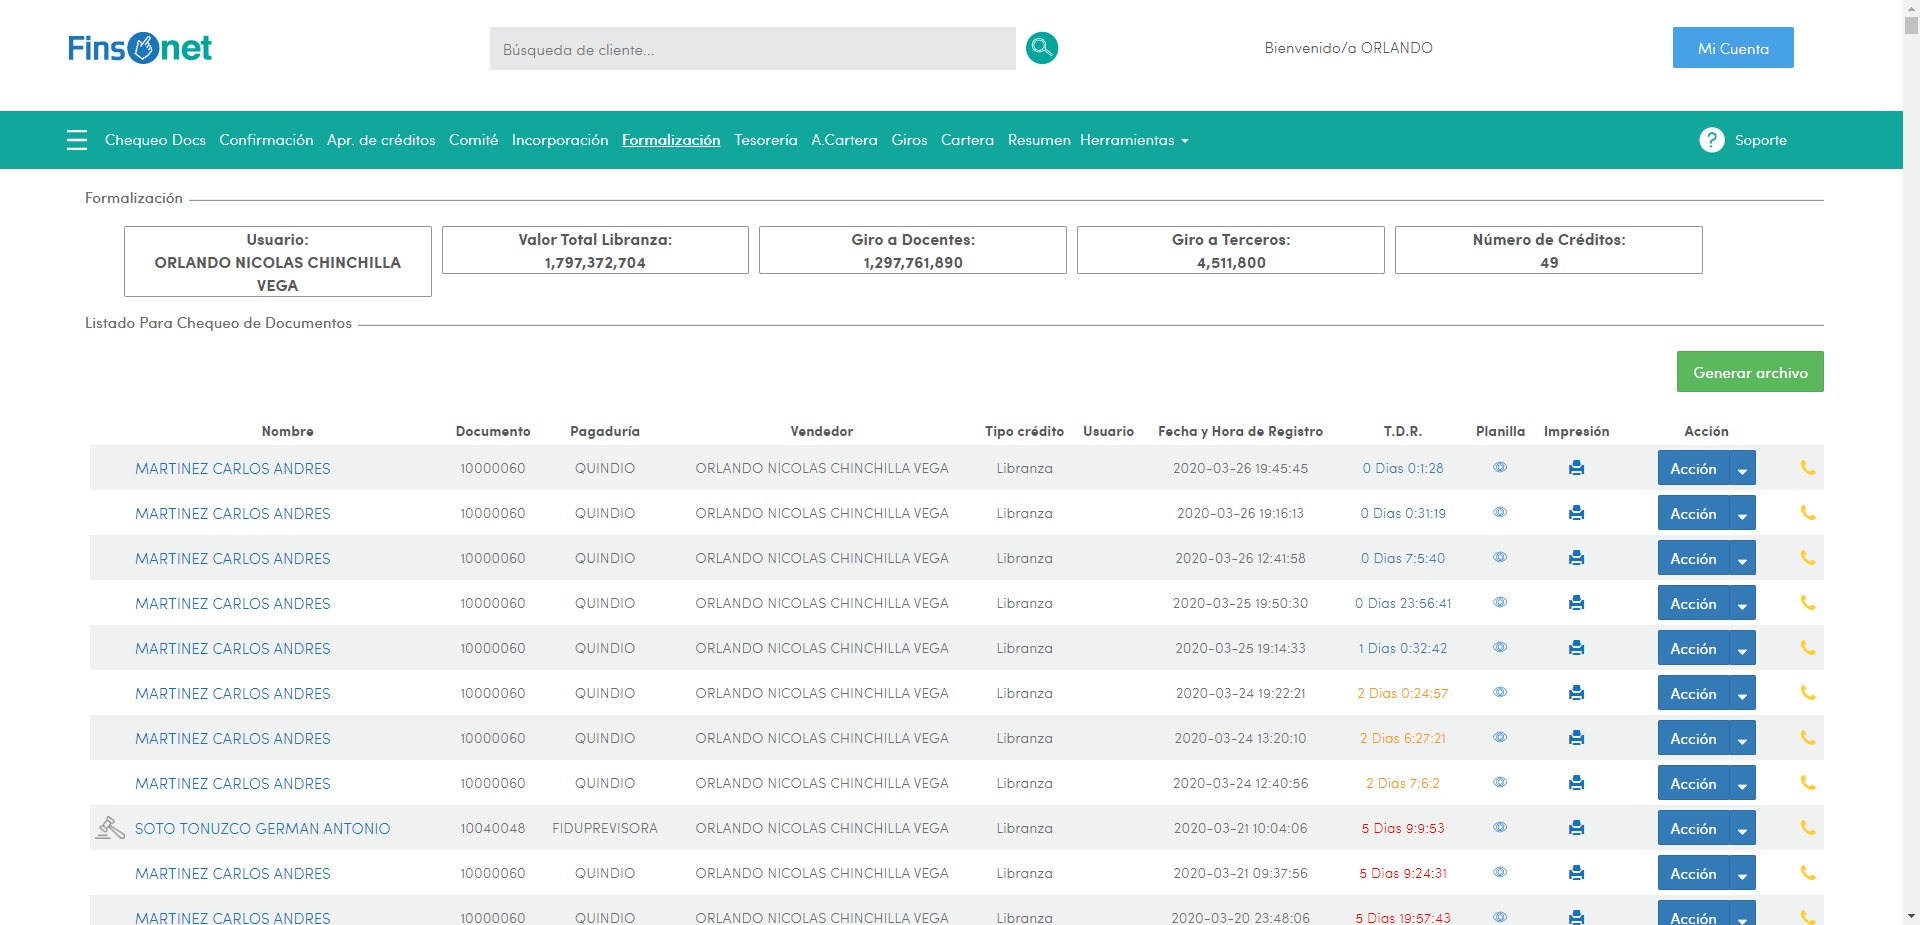 Finsonet
Búsqueda de cliente...
Bienvenido/a ORLANDO
Mi Cuenta
Chequeo Docs Confirmación Apr. de créditos Comité Incorporación Formalización Tesorería A.Cartera Giros Cartera Resumen Herramientas
? Soporte
Formalización
Usuario:
ORLANDO NICOLAS CHINCHILLA
VEGA
Valor Total Libranza:
1,797,372,704
Giro a Docentes:
1,297,761,890
Giro a Terceros:
4,511,800
Número de Créditos:
49
Listado Para Chequeo de Documentos
Generar archivo
Nombre Documento Pagaduría Vendedor Tipo crédito Usuario Fecha y Hora de Registro T.D.R. Planilla Impresión Acción
MARTINEZ CARLOS ANDRES 10000060 QUINDIO ORLANDO NICOLAS CHINCHILLA VEGA Libranza 2020-03-26 19:45:45 0 Dias 0:1:28 Acción
MARTINEZ CARLOS ANDRES 10000060 QUINDIO ORLANDO NICOLAS CHINCHILLA VEGA Libranza 2020-03-26 19:16:13 0 Dias 0:31:19 Acción
MARTINEZ CARLOS ANDRES 10000060 QUINDIO ORLANDO NICOLAS CHINCHILLA VEGA Libranza 2020-03-26 12:41:58 0 Dias 7:5:40 Acción
MARTINEZ CARLOS ANDRES 10000060 QUINDIO ORLANDO NICOLAS CHINCHILLA VEGA Libranza 2020-03-25 19:50:30 0 Dias 23:56:41 Acción
MARTINEZ CARLOS ANDRES 10000060 QUINDIO ORLANDO NICOLAS CHINCHILLA VEGA Libranza 2020-03-25 19:14:33 1 Dias 0:32:42 Acción
MARTINEZ CARLOS ANDRES 10000060 QUINDIO ORLANDO NICOLAS CHINCHILLA VEGA Libranza 2020-03-24 19:22:21 2 Dias 0:24:57 Acción
MARTINEZ CARLOS ANDRES 10000060 QUINDIO ORLANDO NICOLAS CHINCHILLA VEGA Libranza 2020-03-24 13:20:10 2 Dias 6:27:21 Acción
MARTINEZ CARLOS ANDRES 10000060 QUINDIO ORLANDO NICOLAS CHINCHILLA VEGA Libranza 2020-03-24 12:40:56 2 Dias 7:6:2 Acción
SOTO TONUZCO GERMAN ANTONIO 10040048 FIDUPREVISORA ORLANDO NICOLAS CHINCHILLA VEGA Libranza 2020-03-21 10:04:06 5 Dias 9:9:53 Acción
MARTINEZ CARLOS ANDRES 10000060 QUINDIO ORLANDO NICOLAS CHINCHILLA VEGA Libranza 2020-03-21 09:37:56 5 Dias 9:24:31 Acción
MARTINEZ CARLOS ANDRES 10000060 QUINDIO ORLANDO NICOLAS CHINCHILLA VEGA Libranza 2020-03-20 23:48:06 5 Dias 19:57:43 Acción